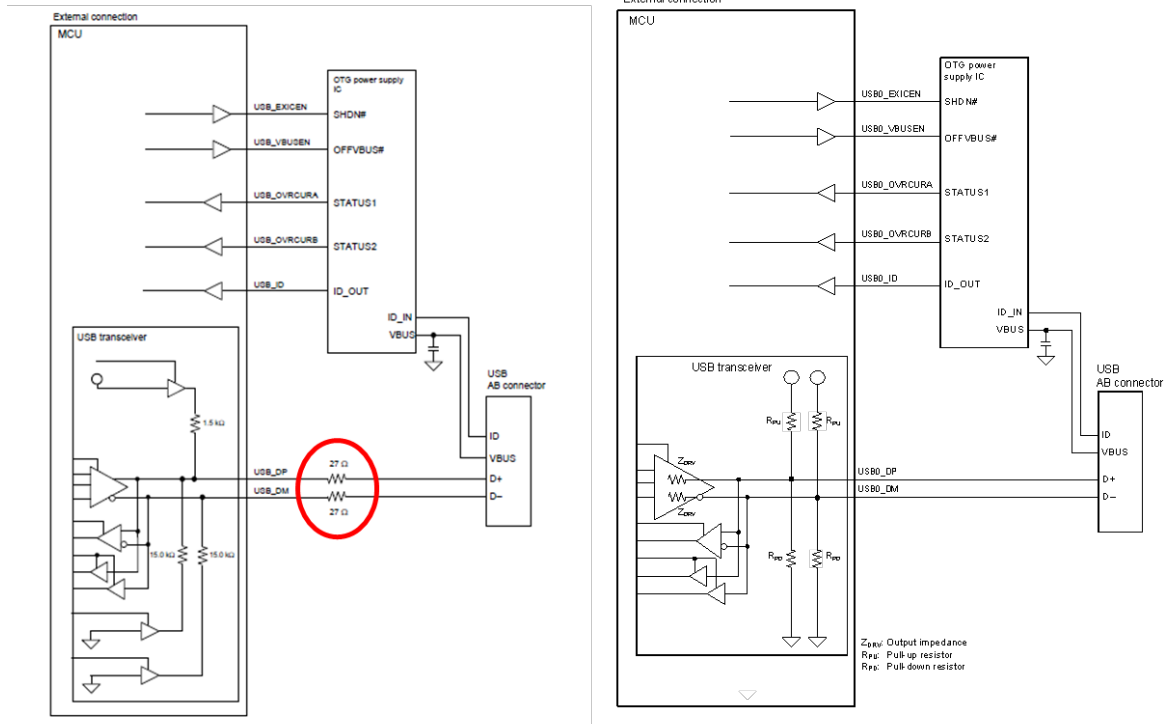 External connection
MCU
OTG power supply
IC
USB_EXICEN
SHDN#
USB_VBUSEN
OFFVBUS#
USB_OVRCURA
STATUS1
USB_OVRCURB
STATUS2
USB_ID
ID_OUT
ID_IN
VBUS
USB transceiver
USB
AB connector
1.5 kΩ
ID
27 Ω
VBUS
USB_DP
D+
USB_DM
D−
27 Ω
15.0 kΩ
15.0 kΩ
External connection
MCU
OTG power
supply IC
USB0_EXICEN
SHDN#
USB0_VBUSEN
OFFVBUS#
USB0_OVRCURA
STATUS1
USB0_OVRCURB
STATUS2
USB0_ID
ID_OUT
ID_IN
VBUS
USB transceiver
USB
AB connector
RPU
RPU
ID
VBUS
ZDRV
USB0_DP
D+
USB0_DM
D−
ZDRV
RPD
RPD
ZDRV: Output impedance
RPU: Pull-up resistor
RPD: Pull-down resistor